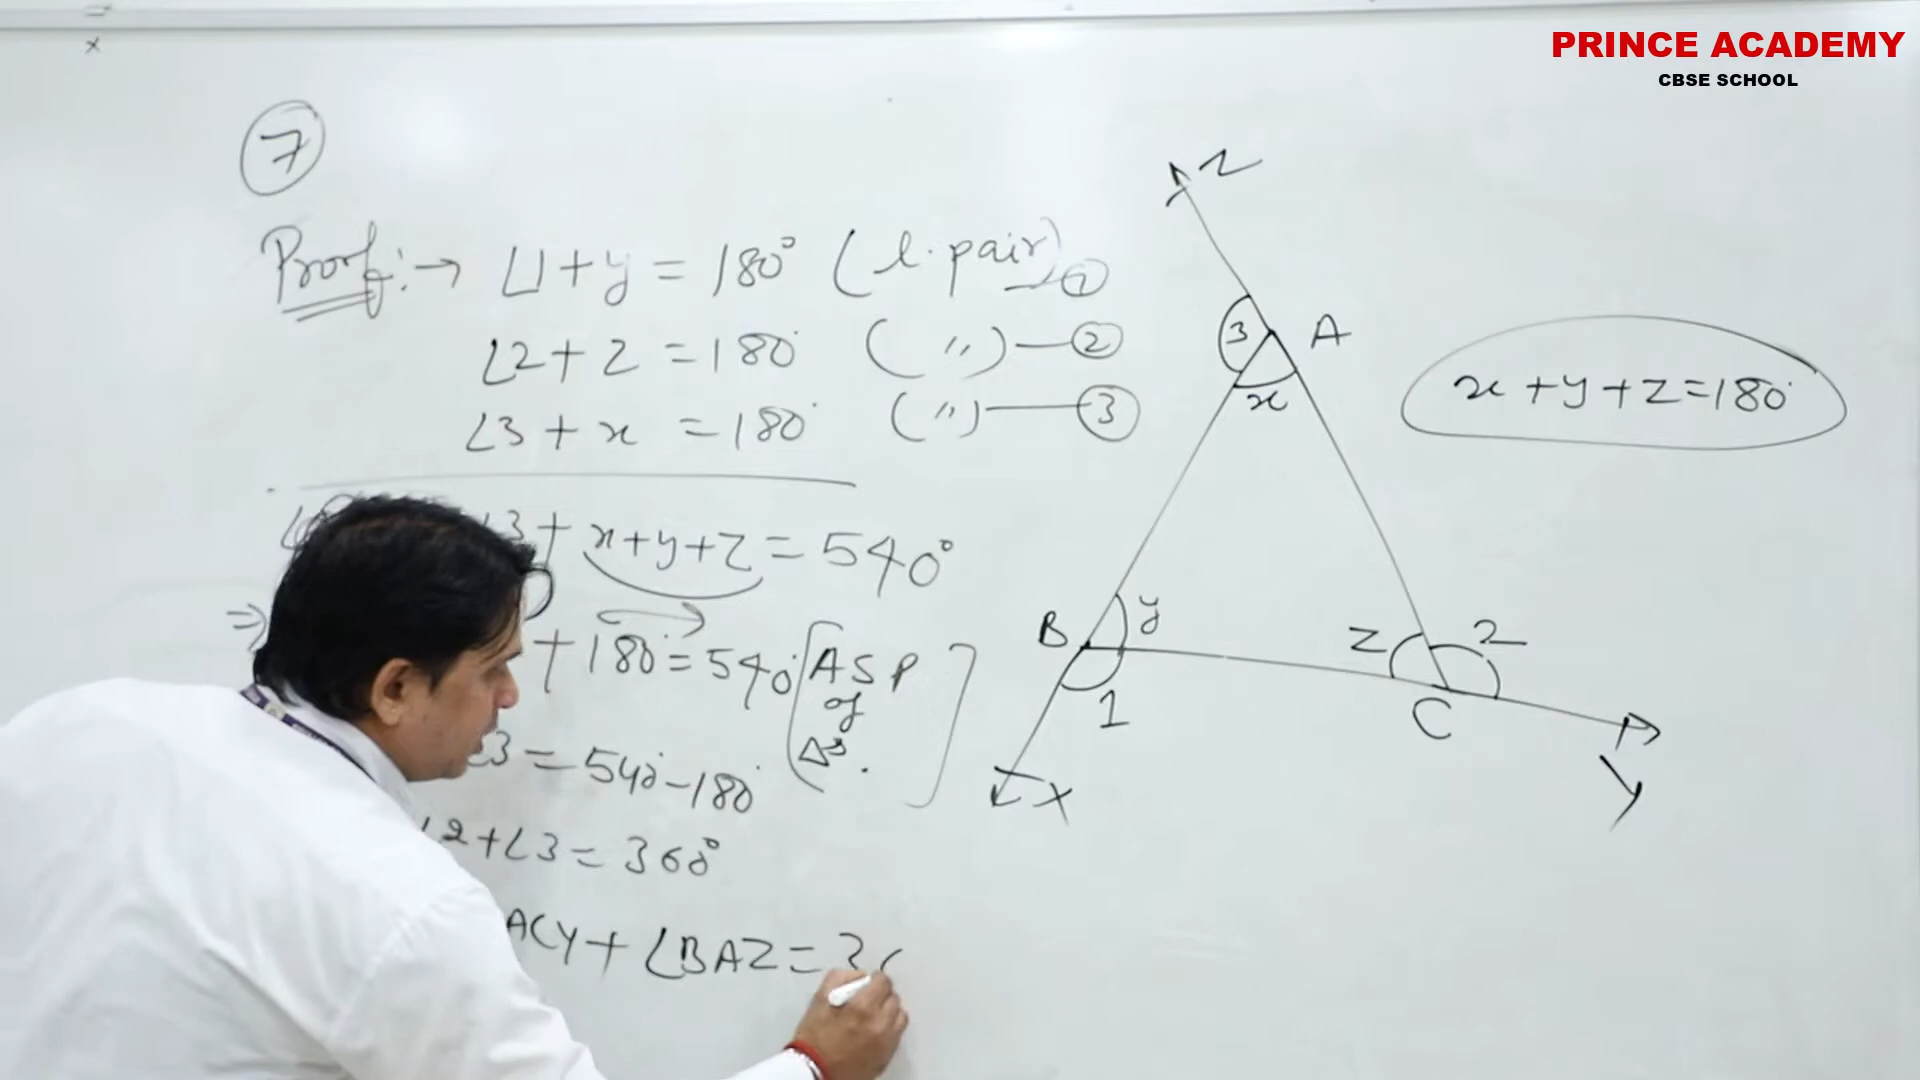 PRINCE ACADEMY
CBSE SCHOOL
7
Proof:→ ∠1+y = 180° (l. pair) —①
∠2+z = 180° ( " ) —②
∠3+x = 180° ( " ) —③
∠3+x+y+z = 540°
⇒ +180° = 540° [ASP
of
Δs.]
∠3 = 540°-180°
∠2+∠3 = 360°
ACY+∠BAZ = 36
Z
3
A
x
B
y
1
X
z
2
C
Y
x+y+z=180°